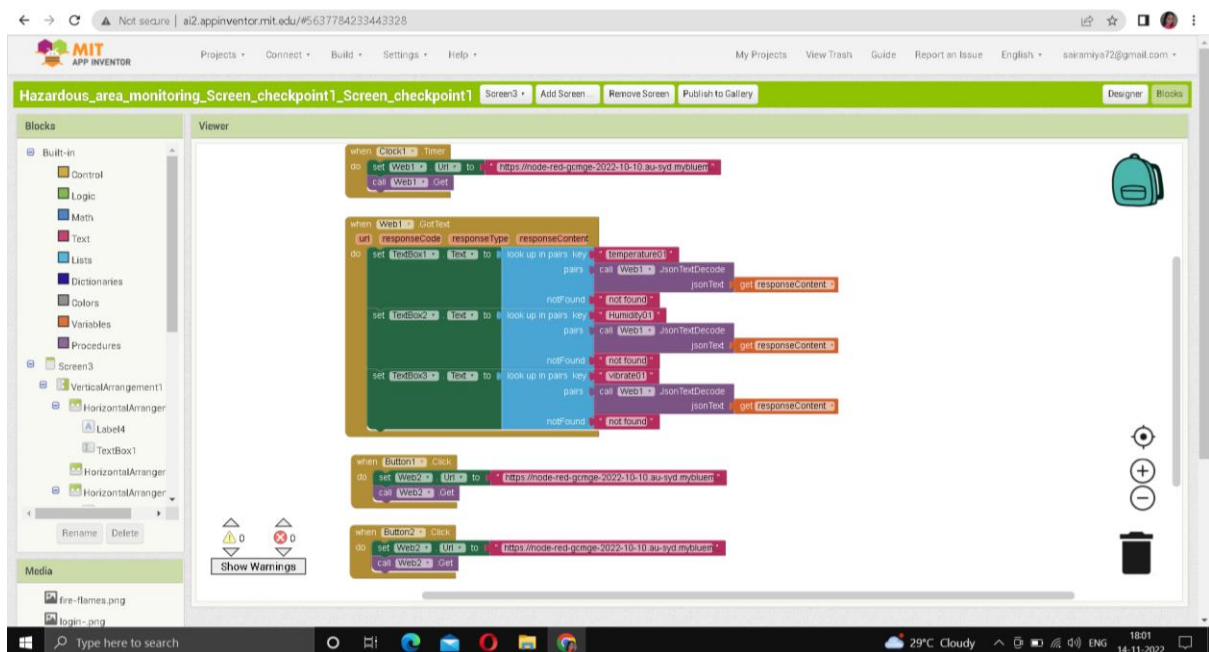 Not secure | ai2.appinventor.mit.edu/#5637784233443328
MIT
APP INVENTOR
Projects Connect Build Settings Help My Projects View Trash Guide Report an Issue English sairamiya72@gmail.com
Hazardous_area_monitoring_Screen_checkpoint1_Screen_checkpoint1 Screen3 Add Screen ... Remove Screen Publish to Gallery Designer Blocks
Blocks
Built-in
Control
Logic
Math
Text
Lists
Dictionaries
Colors
Variables
Procedures
Screen3
VerticalArrangement1
HorizontalArranger
Label4
TextBox1
HorizontalArranger
HorizontalArranger
Rename Delete
Media
fire-flames.png
login-.png
Viewer
when Clock1 .Timer
do set Web1 . Url to " https://node-red-gcmge-2022-10-10.au-syd.mybluem "
call Web1 .Get
when Web1 .GotText
url responseCode responseType responseContent
do set TextBox1 . Text to look up in pairs key " temperature01 "
pairs call Web1 .JsonTextDecode
jsonText get responseContent
notFound " not found "
set TextBox2 . Text to look up in pairs key " Humidity01 "
pairs call Web1 .JsonTextDecode
jsonText get responseContent
notFound " not found "
set TextBox3 . Text to look up in pairs key " vibrate01 "
pairs call Web1 .JsonTextDecode
jsonText get responseContent
notFound " not found "
when Button1 .Click
do set Web2 . Url to " https://node-red-gcmge-2022-10-10.au-syd.mybluem "
call Web2 .Get
when Button2 .Click
do set Web2 . Url to " https://node-red-gcmge-2022-10-10.au-syd.mybluem "
call Web2 .Get
0 0
Show Warnings
Type here to search
29°C Cloudy ENG
18:01
14-11-2022